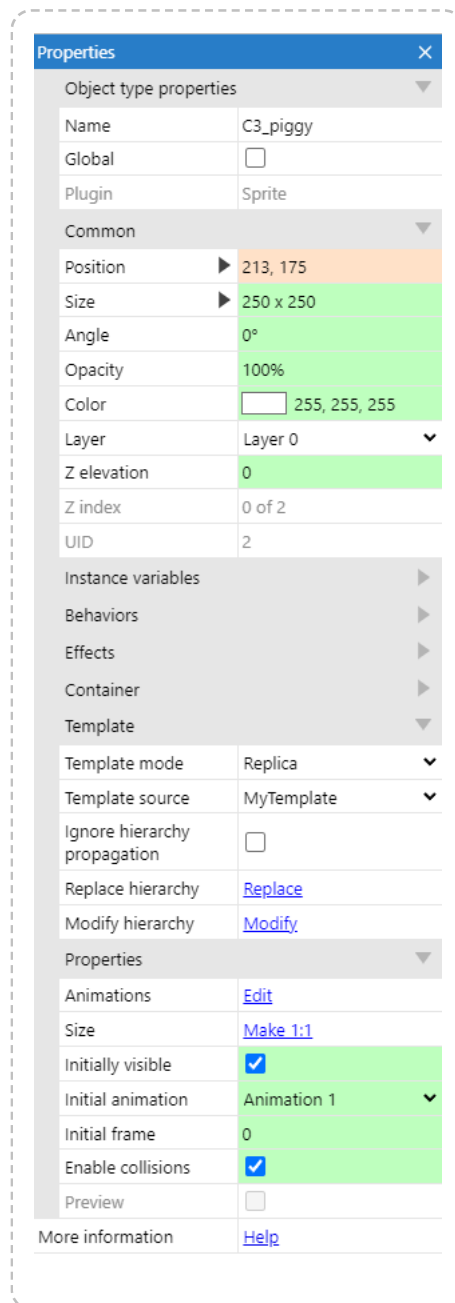 Properties
Object type properties
Name C3_piggy
Global
Plugin Sprite
Common
Position 213, 175
Size 250 x 250
Angle 0°
Opacity 100%
Color 255, 255, 255
Layer Layer 0
Z elevation 0
Z index 0 of 2
UID 2
Instance variables
Behaviors
Effects
Container
Template
Template mode Replica
Template source MyTemplate
Ignore hierarchy
propagation
Replace hierarchy Replace
Modify hierarchy Modify
Properties
Animations Edit
Size Make 1:1
Initially visible
Initial animation Animation 1
Initial frame 0
Enable collisions
Preview
More information Help